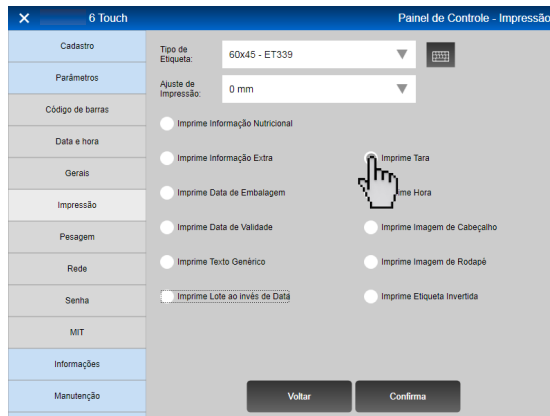 X 6 Touch Painel de Controle - Impressão
Cadastro
Parâmetros
Código de barras
Data e hora
Gerais
Impressão
Pesagem
Rede
Senha
MIT
Informações
Manutenção
Tipo de
Etiqueta:
60x45 - ET339
Ajuste de
Impressão:
0 mm
Imprime Informação Nutricional
Imprime Informação Extra
Imprime Tara
Imprime Data de Embalagem
me Hora
Imprime Data de Validade
Imprime Imagem de Cabeçalho
Imprime Texto Genérico
Imprime Imagem de Rodapé
Imprime Lote ao invés de Data
Imprime Etiqueta Invertida
Voltar
Confirma